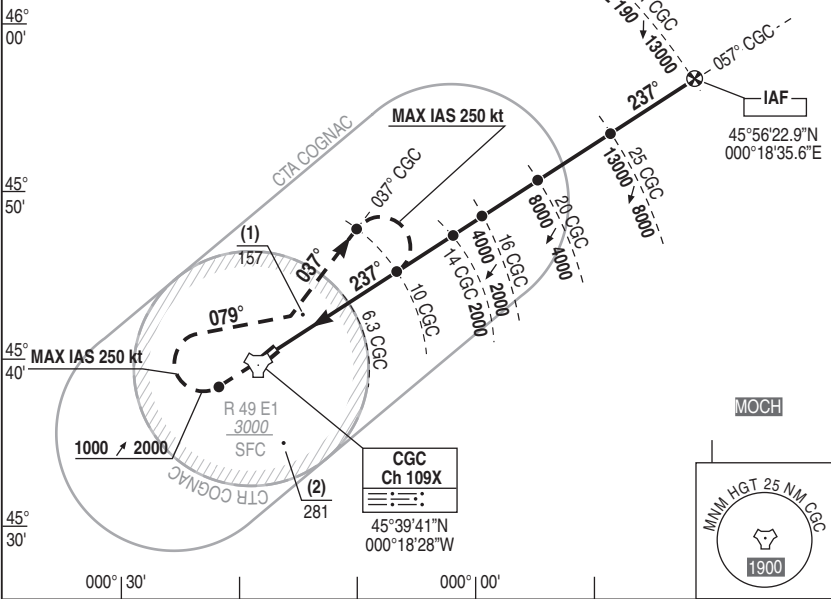 46°
00'
CGC
190
13000
057° CGC
237°
IAF
45°56'22.9"N
000°18'35.6"E
MAX IAS 250 kt
CTA COGNAC
25 CGC
13000
8000
45°
50'
037° CGC
20 CGC
8000
4000
(1)
157
037°
16 CGC
4000
2000
14 CGC 2000
237°
10 CGC
079°
6.3 CGC
45°
40'
MAX IAS 250 kt
R 49 E1
3000
SFC
MOCH
1000 2000
CTR COGNAC
(2)
281
CGC
Ch 109X
45°39'41"N
000°18'28"W
MNM HGT 25 NM CGC
1900
45°
30'
000° 30'
000° 00'